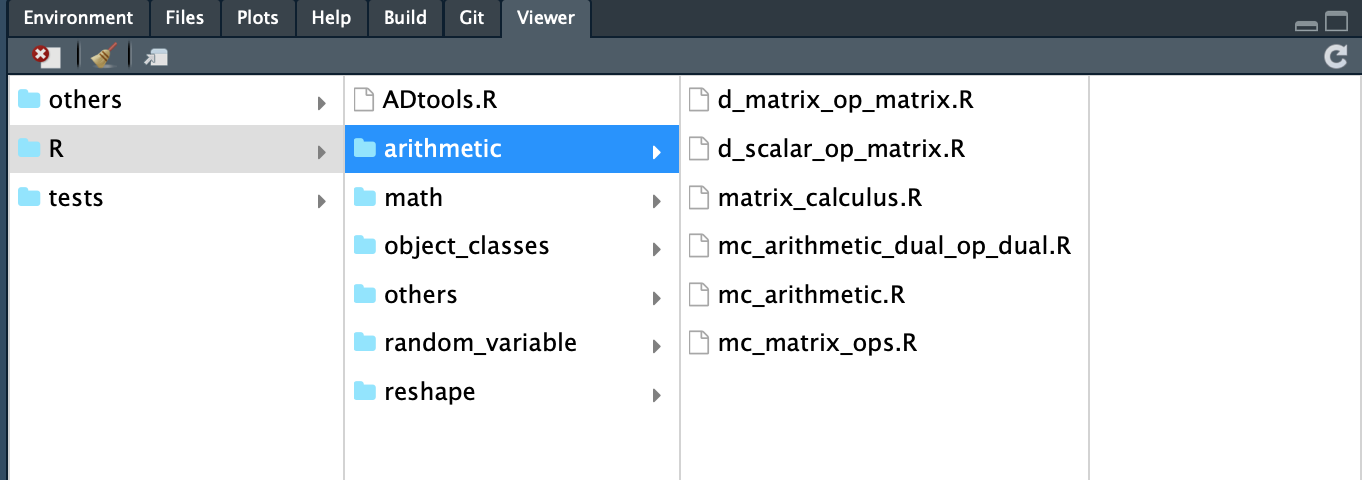 Environment Files Plots Help Build Git Viewer
others
R
tests
ADtools.R
arithmetic
math
object_classes
others
random_variable
reshape
d_matrix_op_matrix.R
d_scalar_op_matrix.R
matrix_calculus.R
mc_arithmetic_dual_op_dual.R
mc_arithmetic.R
mc_matrix_ops.R